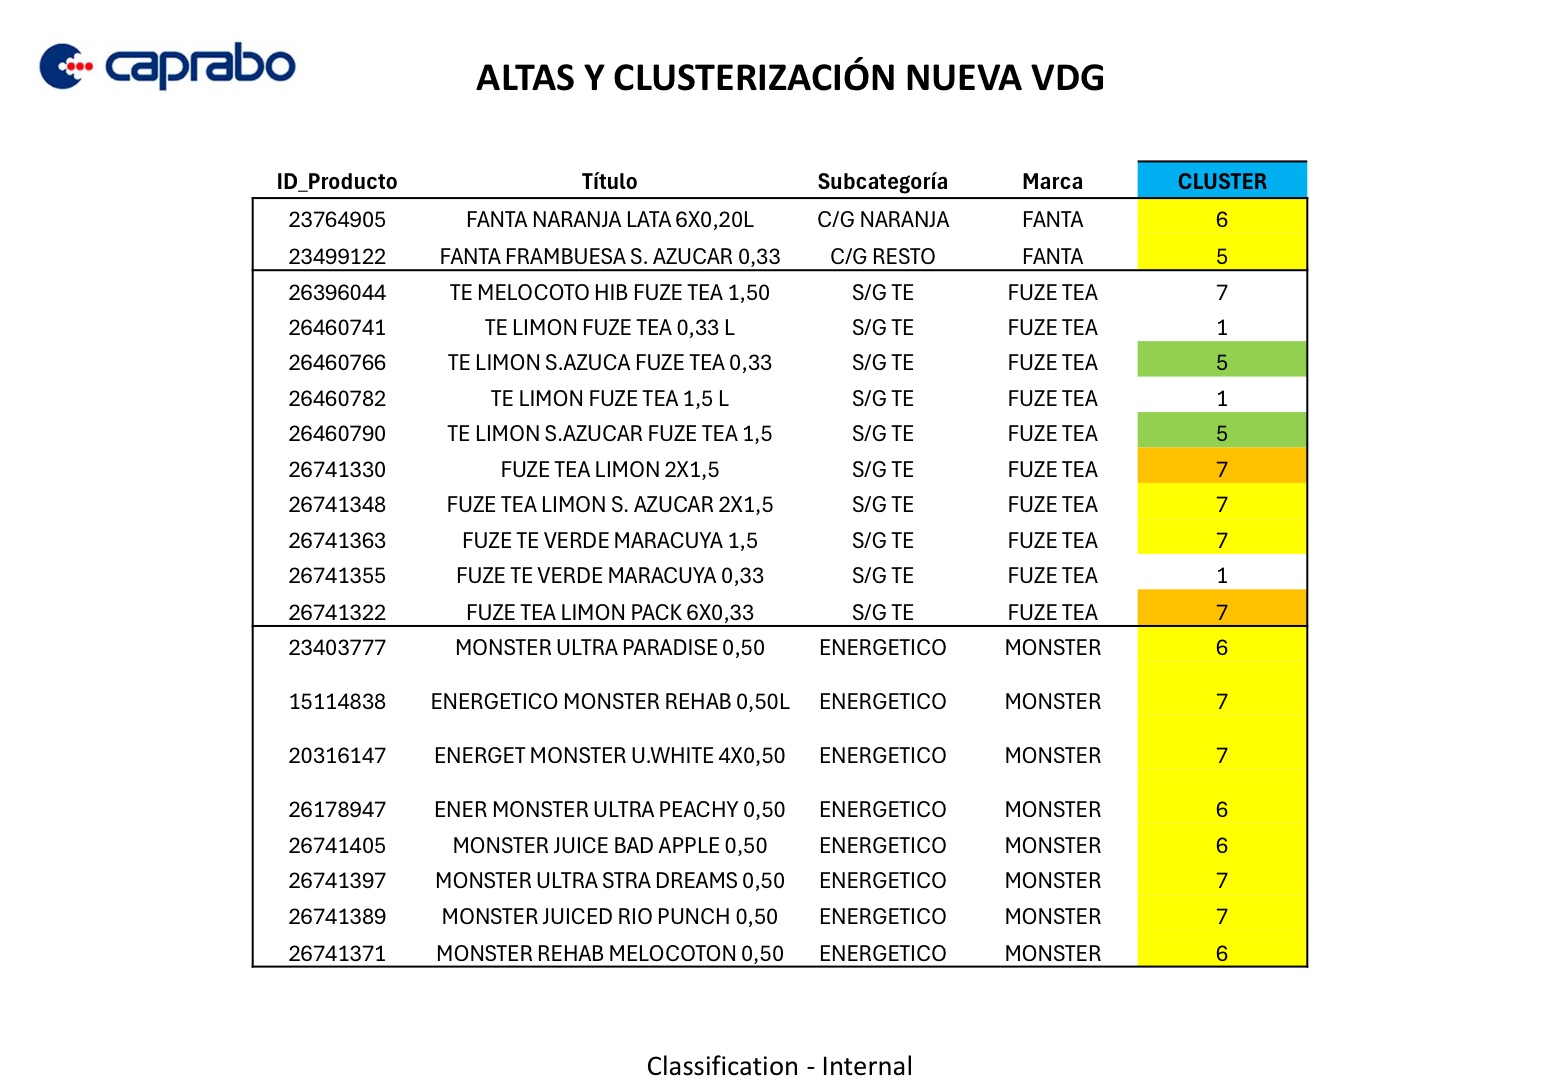 caprabo
ALTAS Y CLUSTERIZACIÓN NUEVA VDG
ID_Producto Título Subcategoría Marca CLUSTER
23764905 FANTA NARANJA LATA 6X0,20L C/G NARANJA FANTA 6
23499122 FANTA FRAMBUESA S. AZUCAR 0,33 C/G RESTO FANTA 5
26396044 TE MELOCOTO HIB FUZE TEA 1,50 S/G TE FUZE TEA 7
26460741 TE LIMON FUZE TEA 0,33 L S/G TE FUZE TEA 1
26460766 TE LIMON S.AZUCA FUZE TEA 0,33 S/G TE FUZE TEA 5
26460782 TE LIMON FUZE TEA 1,5 L S/G TE FUZE TEA 1
26460790 TE LIMON S.AZUCAR FUZE TEA 1,5 S/G TE FUZE TEA 5
26741330 FUZE TEA LIMON 2X1,5 S/G TE FUZE TEA 7
26741348 FUZE TEA LIMON S. AZUCAR 2X1,5 S/G TE FUZE TEA 7
26741363 FUZE TE VERDE MARACUYA 1,5 S/G TE FUZE TEA 7
26741355 FUZE TE VERDE MARACUYA 0,33 S/G TE FUZE TEA 1
26741322 FUZE TEA LIMON PACK 6X0,33 S/G TE FUZE TEA 7
23403777 MONSTER ULTRA PARADISE 0,50 ENERGETICO MONSTER 6
15114838 ENERGETICO MONSTER REHAB 0,50L ENERGETICO MONSTER 7
20316147 ENERGET MONSTER U.WHITE 4X0,50 ENERGETICO MONSTER 7
26178947 ENER MONSTER ULTRA PEACHY 0,50 ENERGETICO MONSTER 6
26741405 MONSTER JUICE BAD APPLE 0,50 ENERGETICO MONSTER 6
26741397 MONSTER ULTRA STRA DREAMS 0,50 ENERGETICO MONSTER 7
26741389 MONSTER JUICED RIO PUNCH 0,50 ENERGETICO MONSTER 7
26741371 MONSTER REHAB MELOCOTON 0,50 ENERGETICO MONSTER 6
Classification - Internal